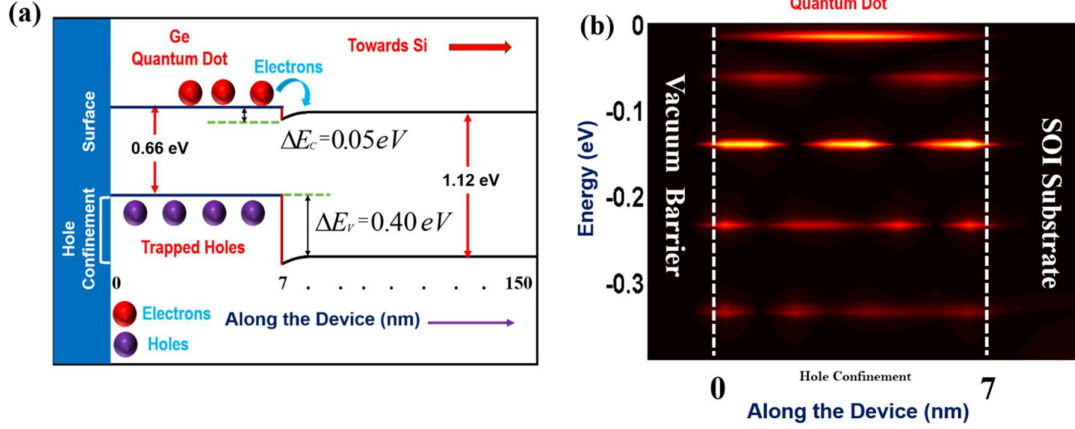 (a)
Ge
Quantum Dot
Towards Si
Electrons
Surface
0.66 eV
ΔE_C=0.05eV
1.12 eV
ΔE_V=0.40eV
Hole
Confinement
Trapped Holes
0 7 . . . . . . 150
Electrons
Holes
Along the Device (nm)
Quantum Dot
(b)
0
-0.1
-0.2
-0.3
Energy (eV)
Vacuum Barrier
SOI Substrate
Hole Confinement
0 7
Along the Device (nm)